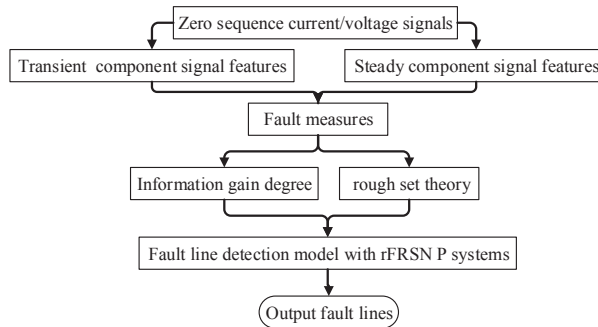 Zero sequence current/voltage signals
Transient component signal features
Steady component signal features
Fault measures
Information gain degree
rough set theory
Fault line detection model with rFRSN P systems
Output fault lines